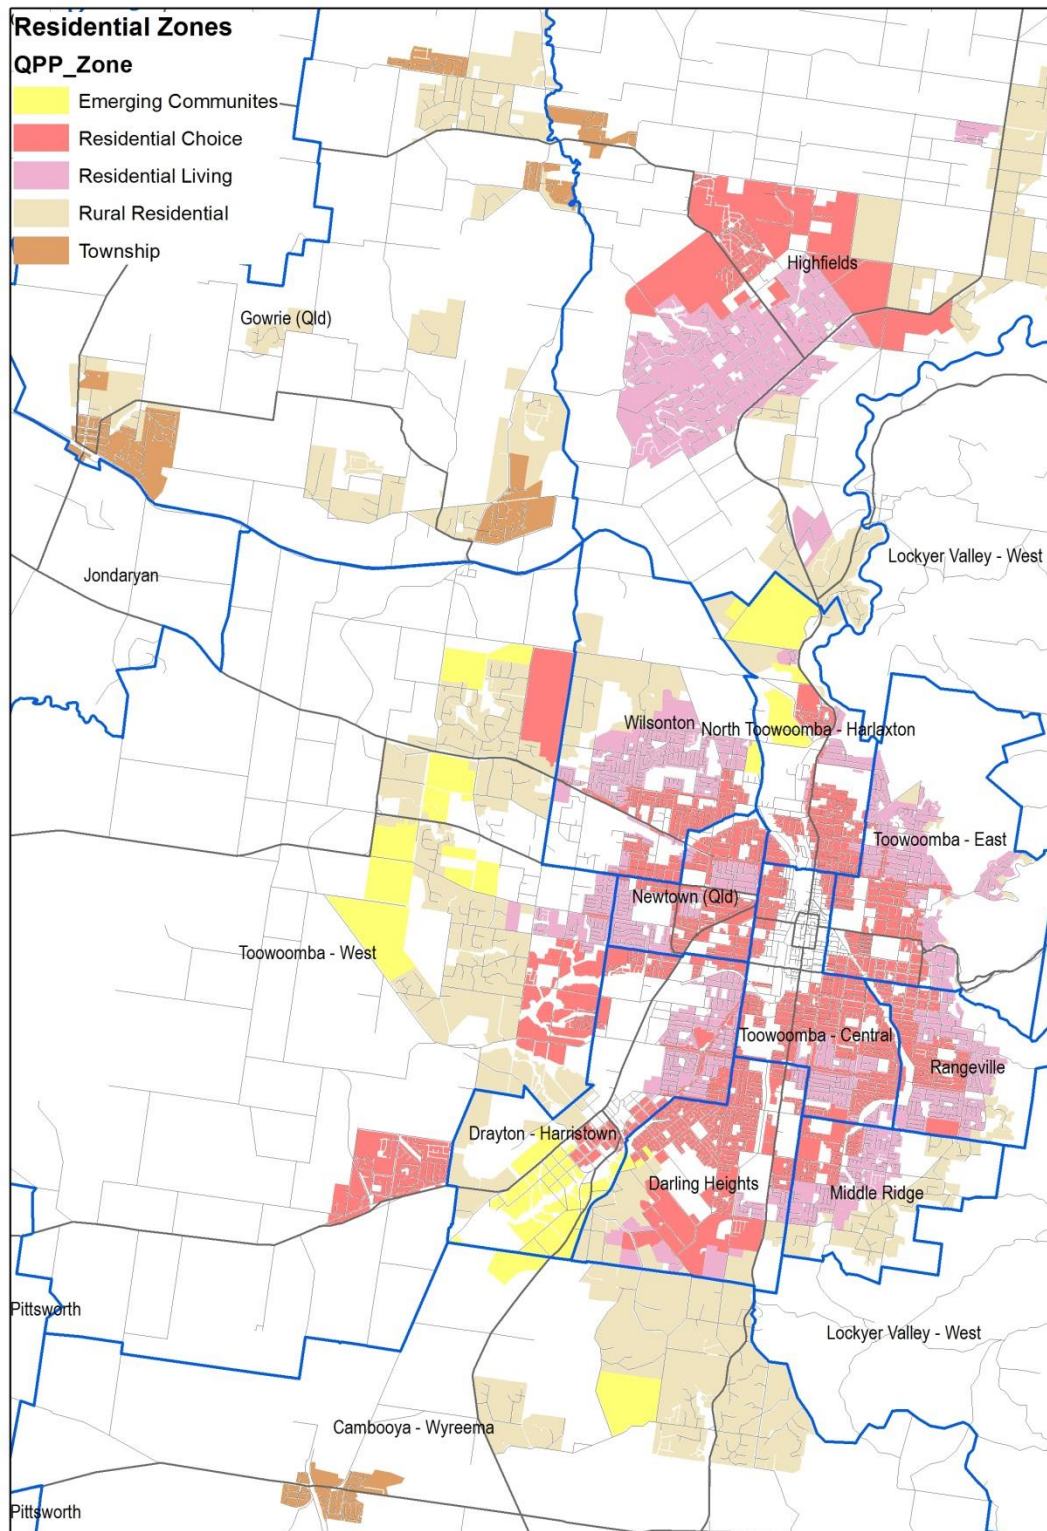 Residential Zones
QPP_Zone
Emerging Communites
Residential Choice
Residential Living
Rural Residential
Township
Highfields
Gowrie (Qld)
Lockyer Valley - West
Jondaryan
Wilsonton
North Toowoomba - Harlaxton
Toowoomba - East
Newtown (Qld)
Toowoomba - West
Toowoomba - Central
Rangeville
Drayton - Harristown
Darling Heights
Middle Ridge
Pittsworth
Lockyer Valley - West
Cambooya - Wyreema
Pittsworth